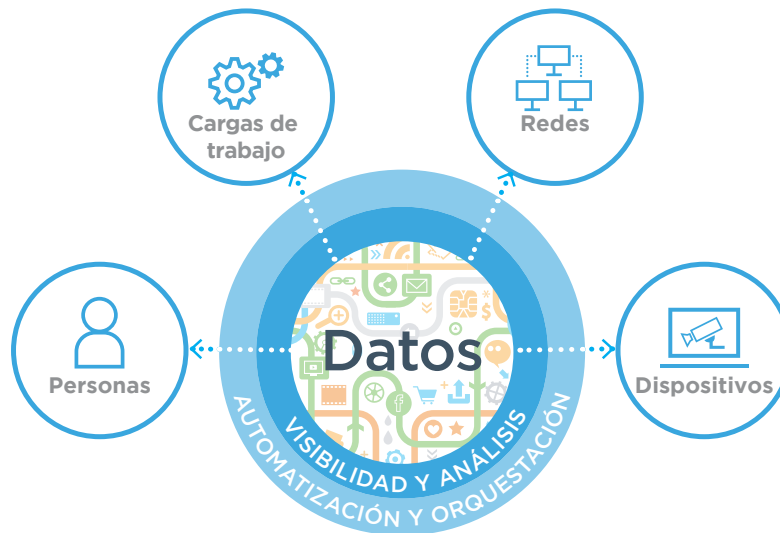 Cargas de
trabajo
Redes
Personas
Datos
Dispositivos
VISIBILIDAD Y ANÁLISIS
AUTOMATIZACIÓN Y ORQUESTACIÓN